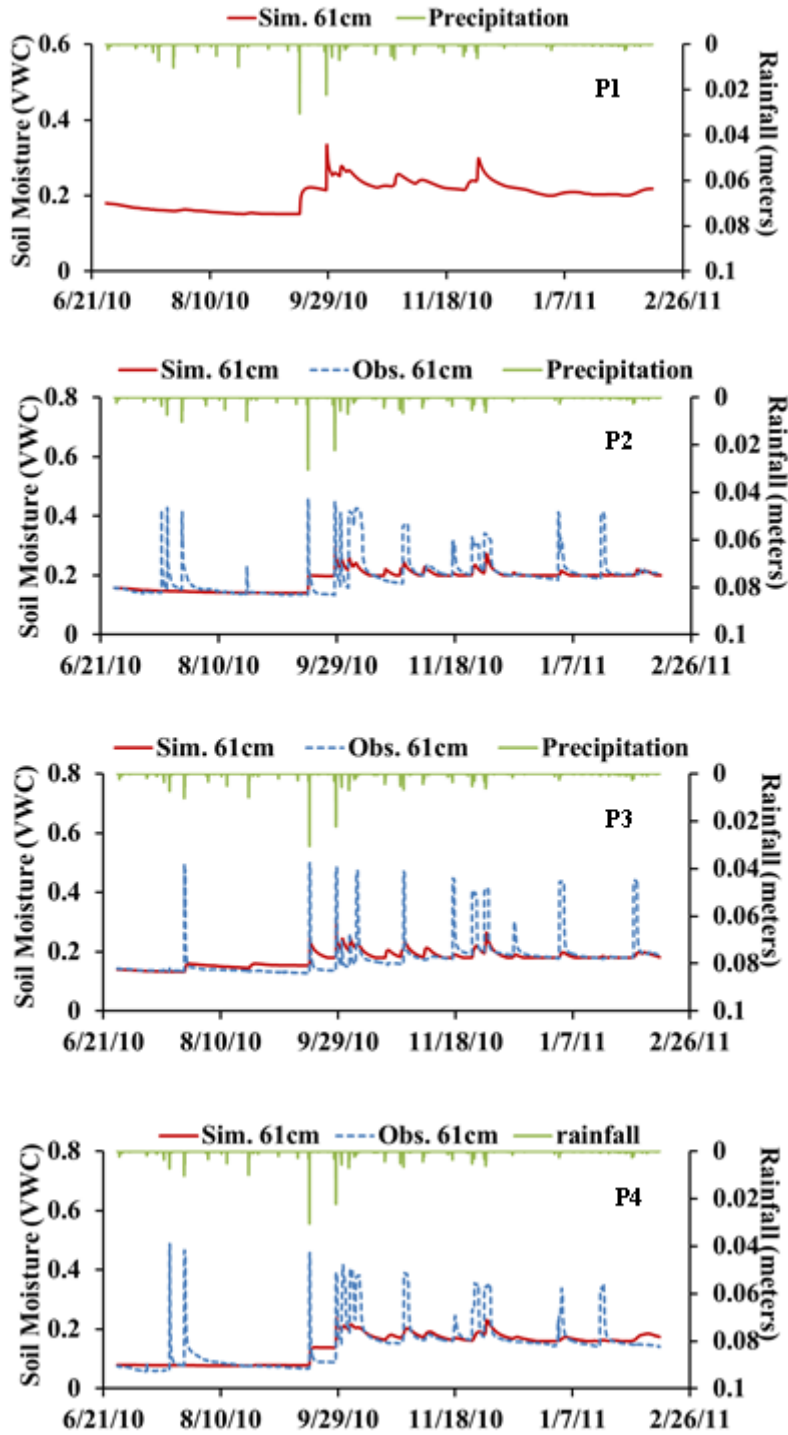 Sim. 61cm Precipitation
Soil Moisture (VWC)
0.6
0.4
0.2
0
P1
0
0.02
0.04
0.06
0.08
0.1
Rainfall (meters)
6/21/10 8/10/10 9/29/10 11/18/10 1/7/11 2/26/11
Sim. 61cm Obs. 61cm Precipitation
Soil Moisture (VWC)
0.8
0.6
0.4
0.2
0
P2
0
0.02
0.04
0.06
0.08
0.1
Rainfall (meters)
6/21/10 8/10/10 9/29/10 11/18/10 1/7/11 2/26/11
Sim. 61cm Obs. 61cm Precipitation
Soil Moisture (VWC)
0.8
0.6
0.4
0.2
0
P3
0
0.02
0.04
0.06
0.08
0.1
Rainfall (meters)
6/21/10 8/10/10 9/29/10 11/18/10 1/7/11 2/26/11
Sim. 61cm Obs. 61cm rainfall
Soil Moisture (VWC)
0.8
0.6
0.4
0.2
0
P4
0
0.02
0.04
0.06
0.08
0.1
Rainfall (meters)
6/21/10 8/10/10 9/29/10 11/18/10 1/7/11 2/26/11